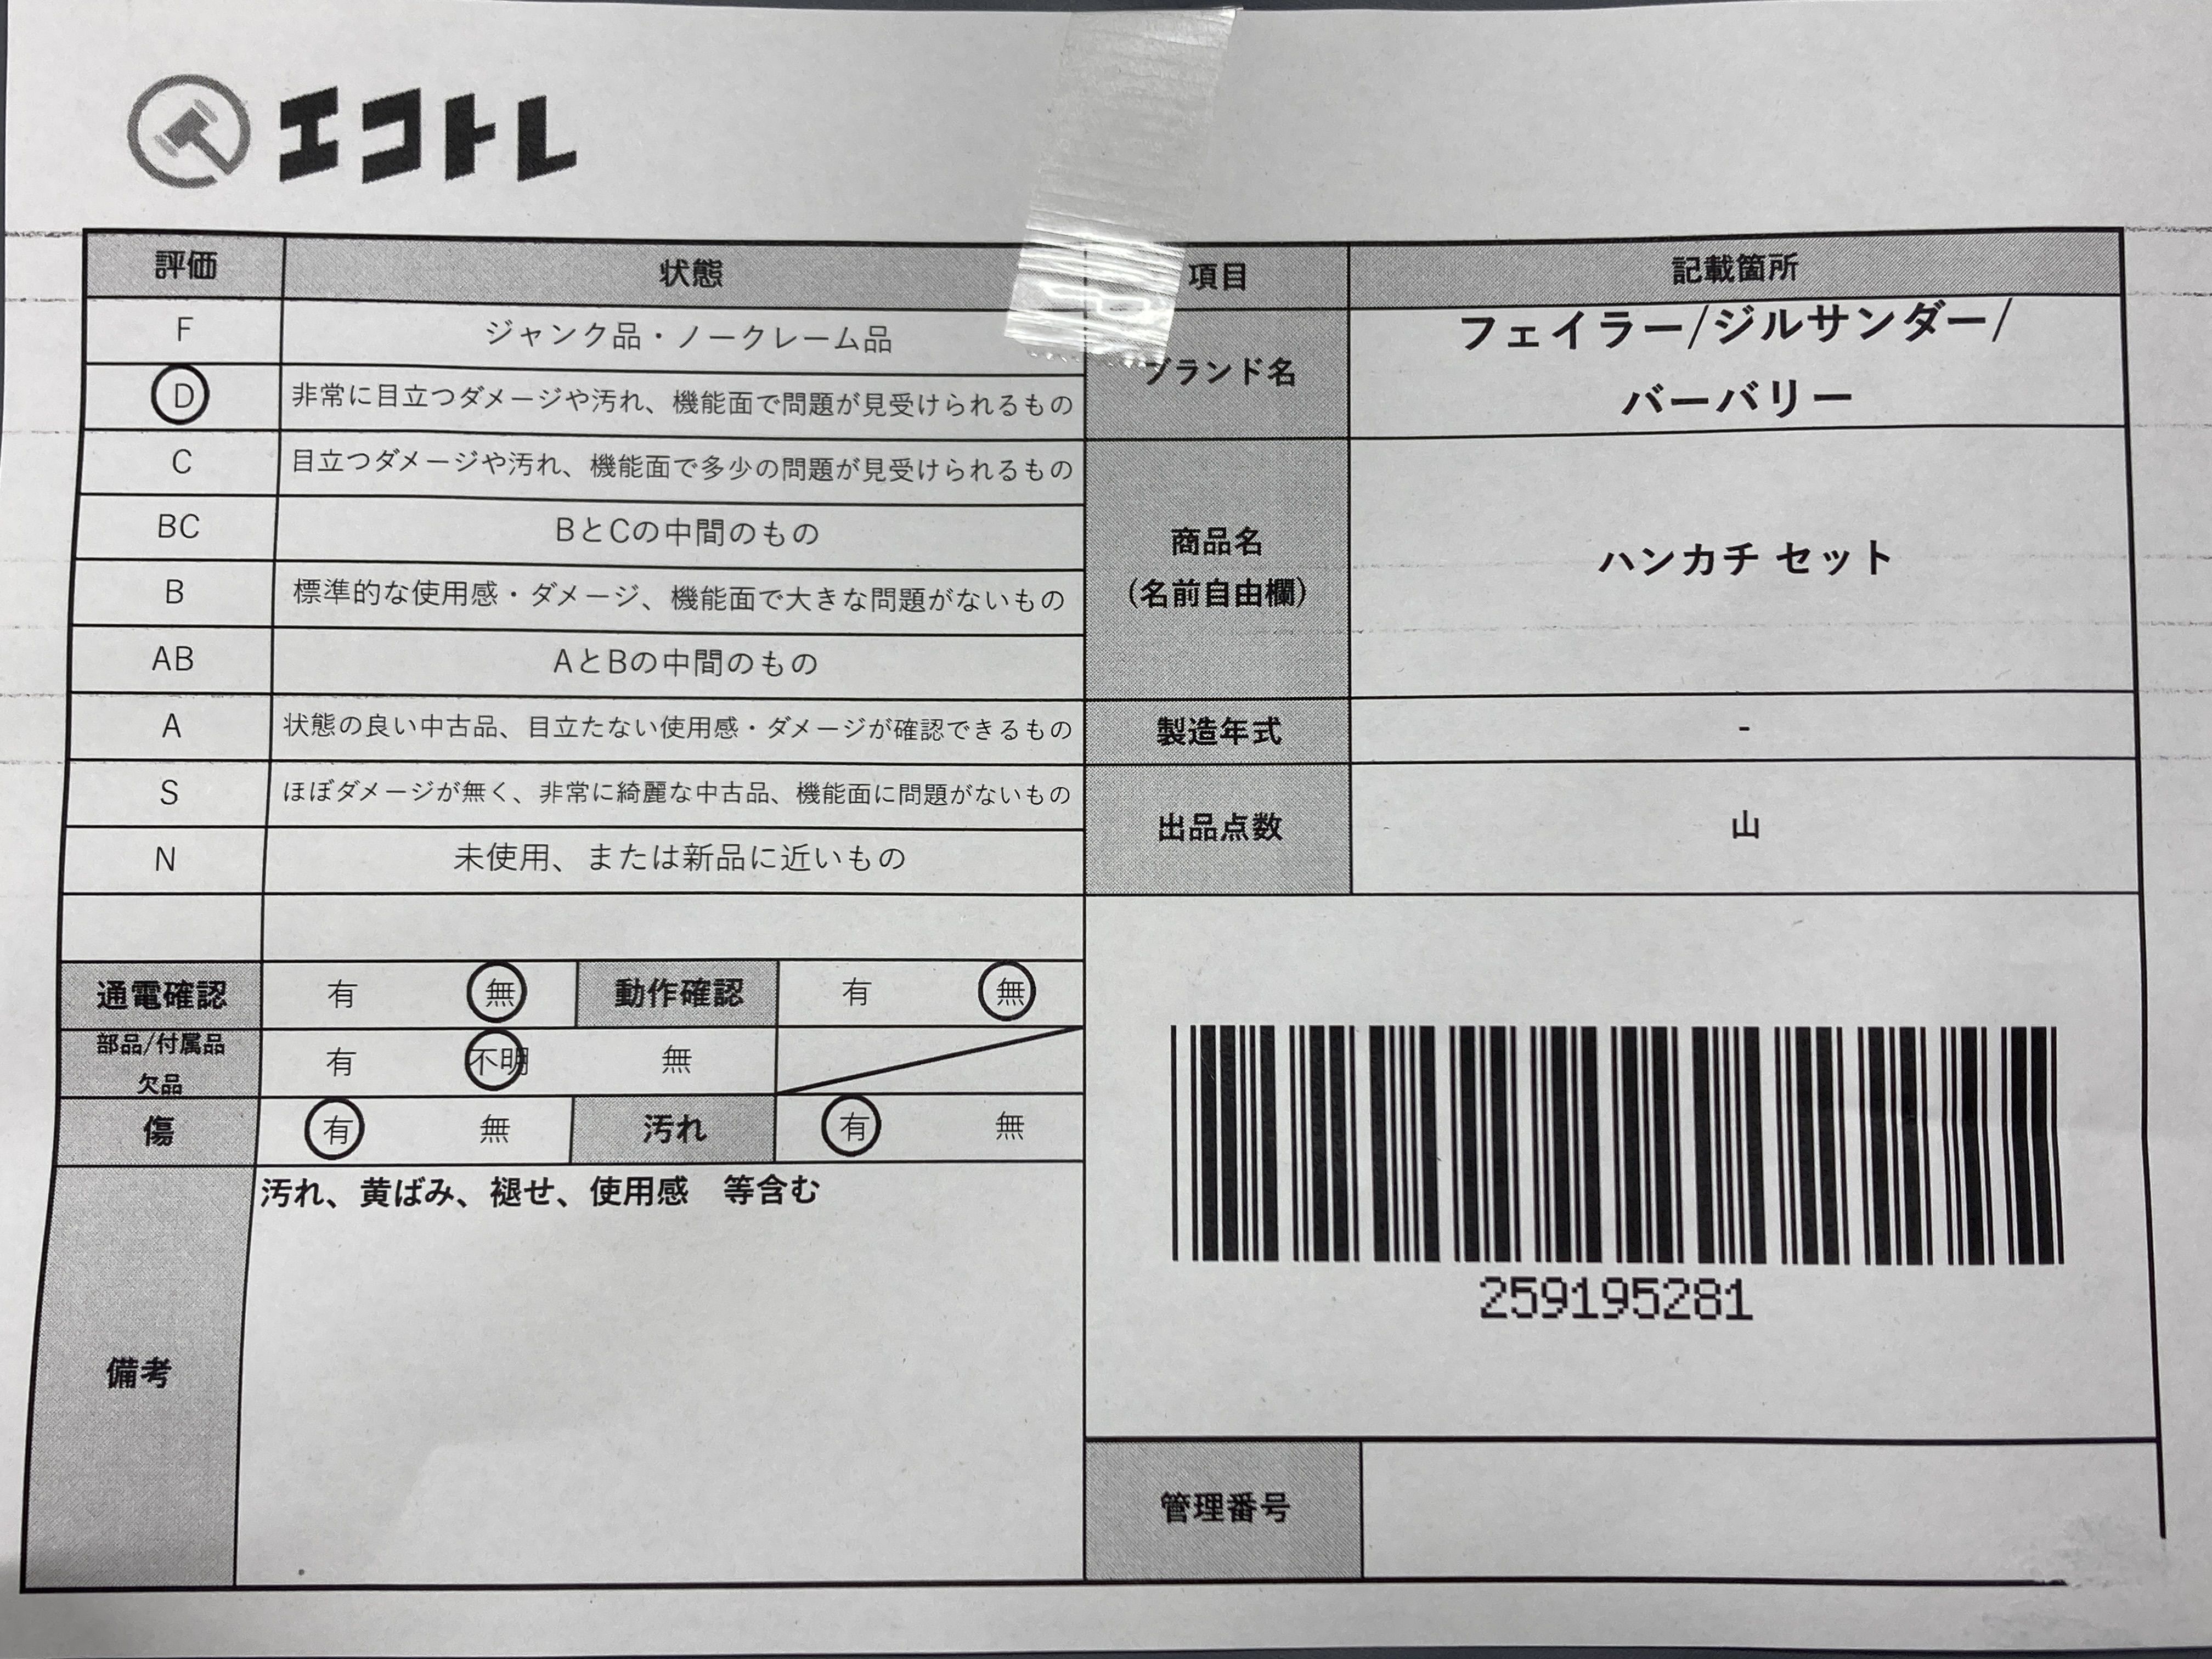 エコトレ
評価 状態 項目 記載箇所
F ジャンク品・ノークレーム品
D 非常に目立つダメージや汚れ、機能面で問題が見受けられるもの
C 目立つダメージや汚れ、機能面で多少の問題が見受けられるもの
BC BとCの中間のもの
B 標準的な使用感・ダメージ、機能面で大きな問題がないもの
AB AとBの中間のもの
A 状態の良い中古品、目立たない使用感・ダメージが確認できるもの
S ほぼダメージが無く、非常に綺麗な中古品、機能面に問題がないもの
N 未使用、または新品に近いもの
ブランド名
フェイラー/ジルサンダー/
バーバリー
商品名
(名前自由欄)
ハンカチ セット
製造年式 -
出品点数 山
通電確認 有 無 動作確認 有 無
部品/付属品
欠品
有 不明 無
傷 有 無 汚れ 有 無
備考
汚れ、黄ばみ、褪せ、使用感　等含む
259195281
管理番号